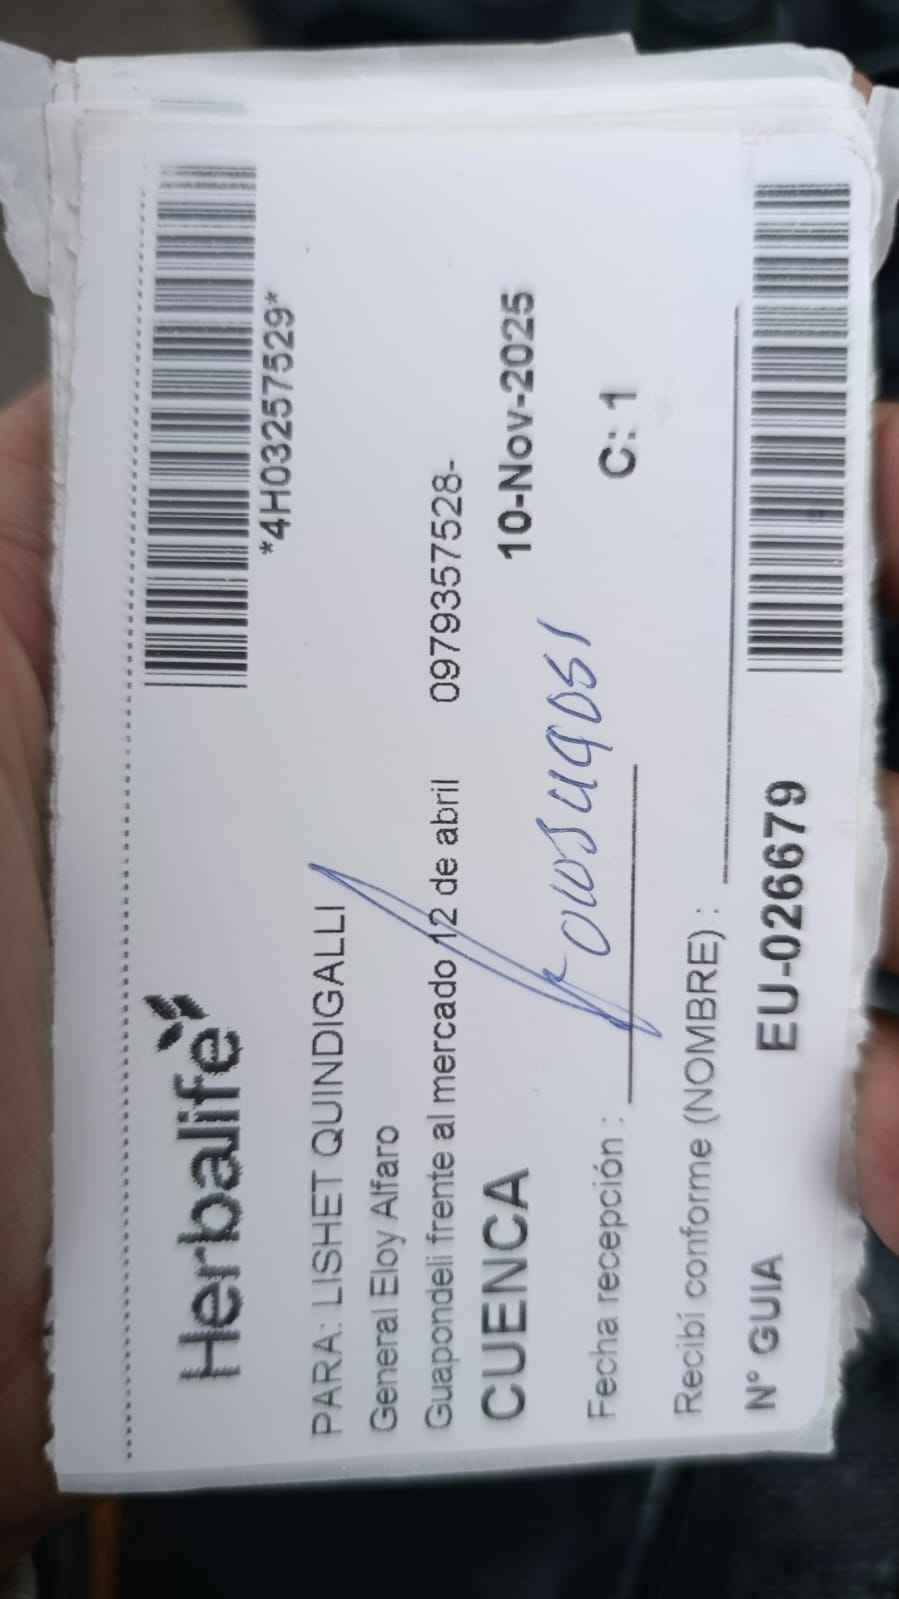 Herbalife
*4H03257529*
PARA: LISHET QUINDIGALLI
General Eloy Alfaro
Guapondeli frente al mercado 12 de abril 0979357528-
CUENCA 10-Nov-2025
Fecha recepción : C: 1
Recibí conforme (NOMBRE) :
N° GUIA EU-026679